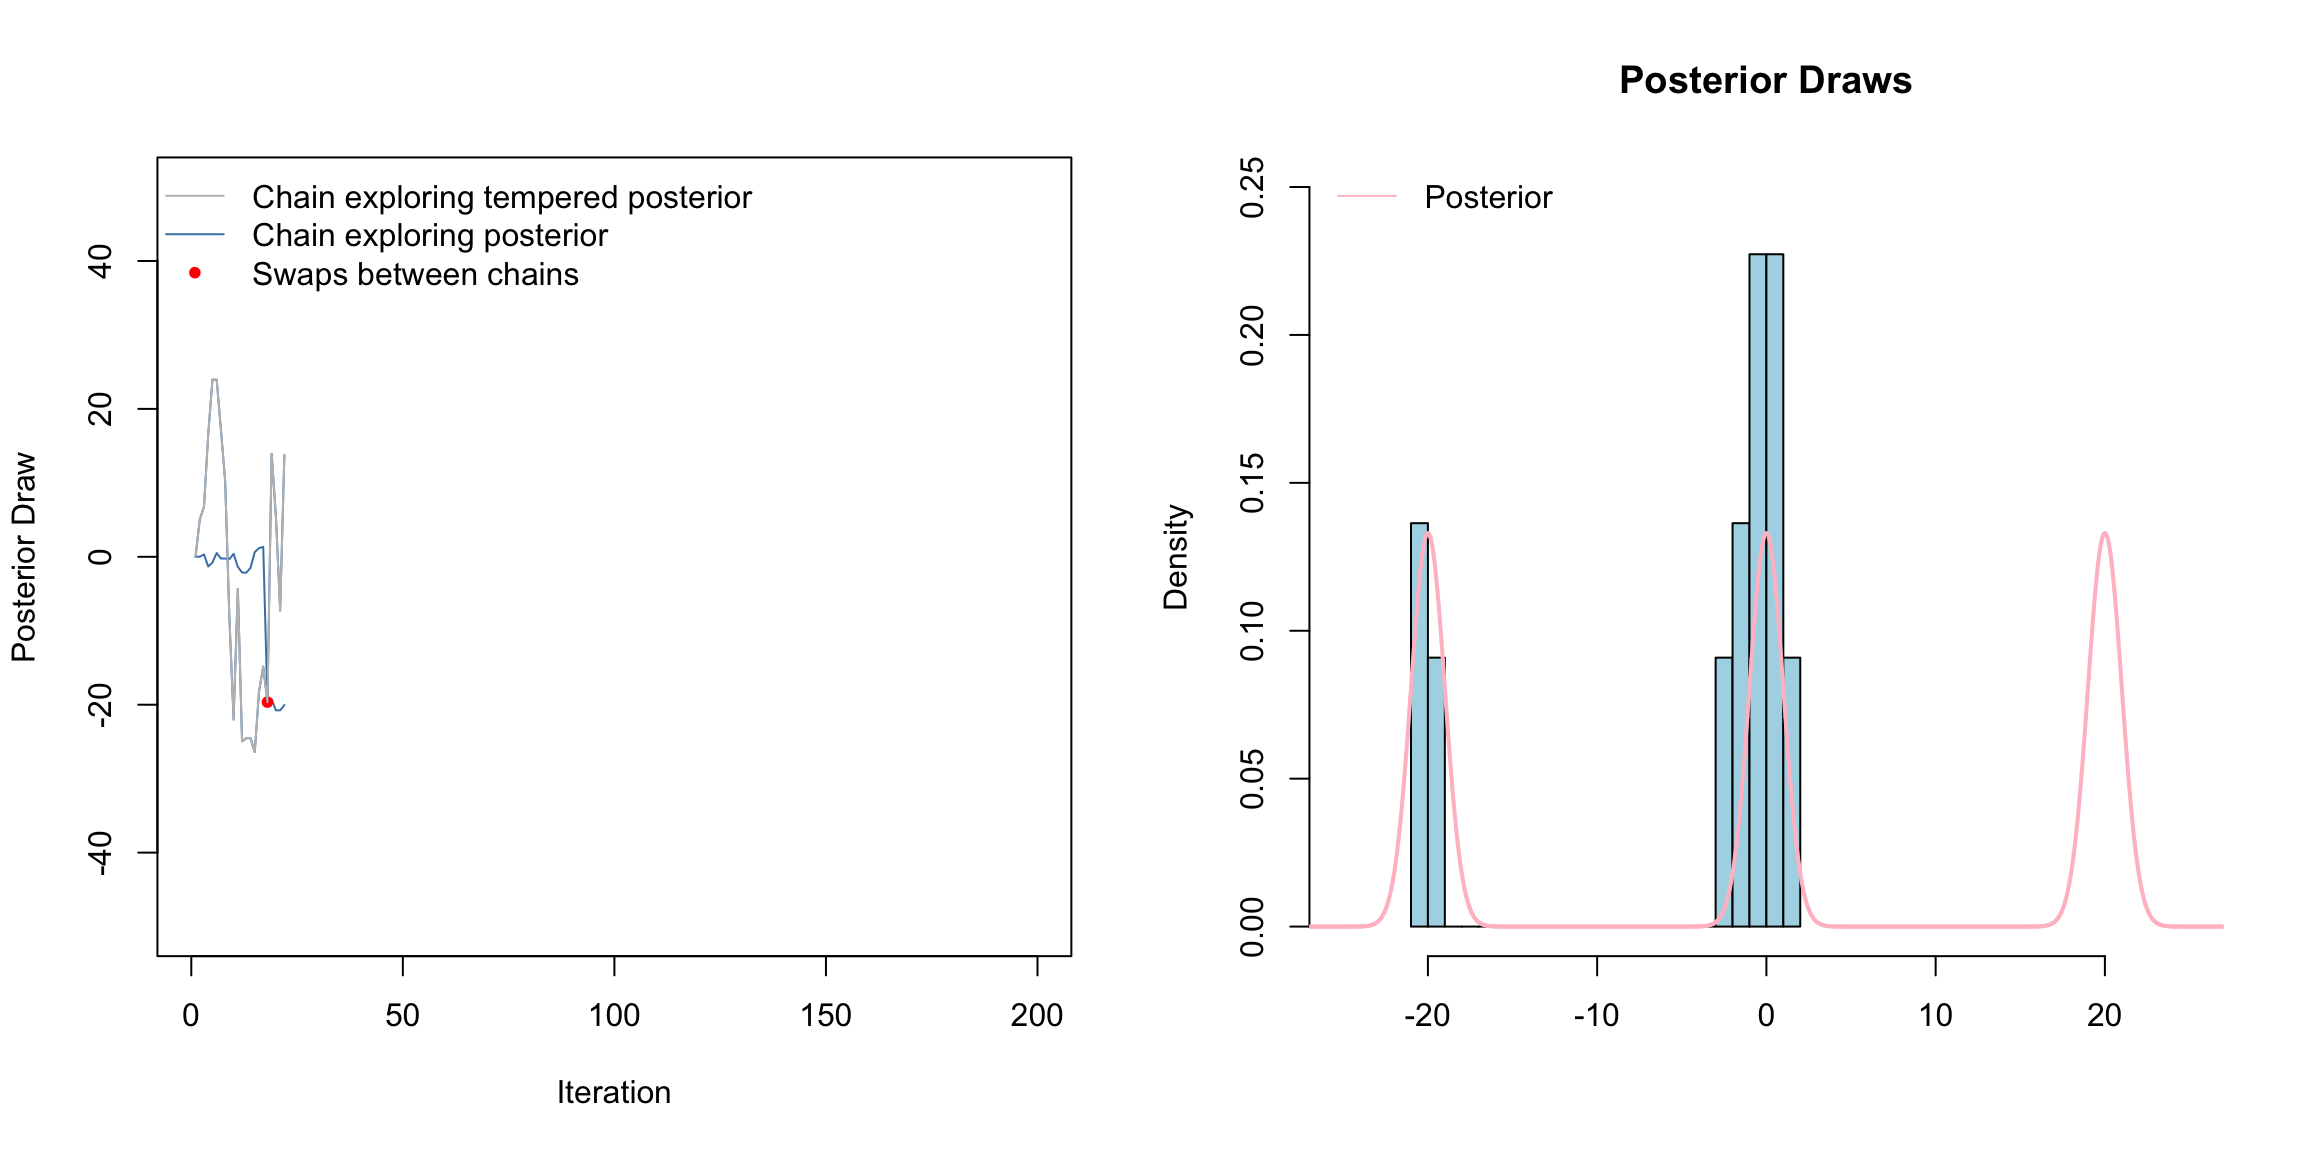 Chain exploring tempered posterior
Chain exploring posterior
Swaps between chains
40
20
0
-20
-40
Posterior Draw
0 50 100 150 200
Iteration
Posterior Draws
Posterior
0.25
0.20
0.15
0.10
0.05
0.00
Density
-20 -10 0 10 20